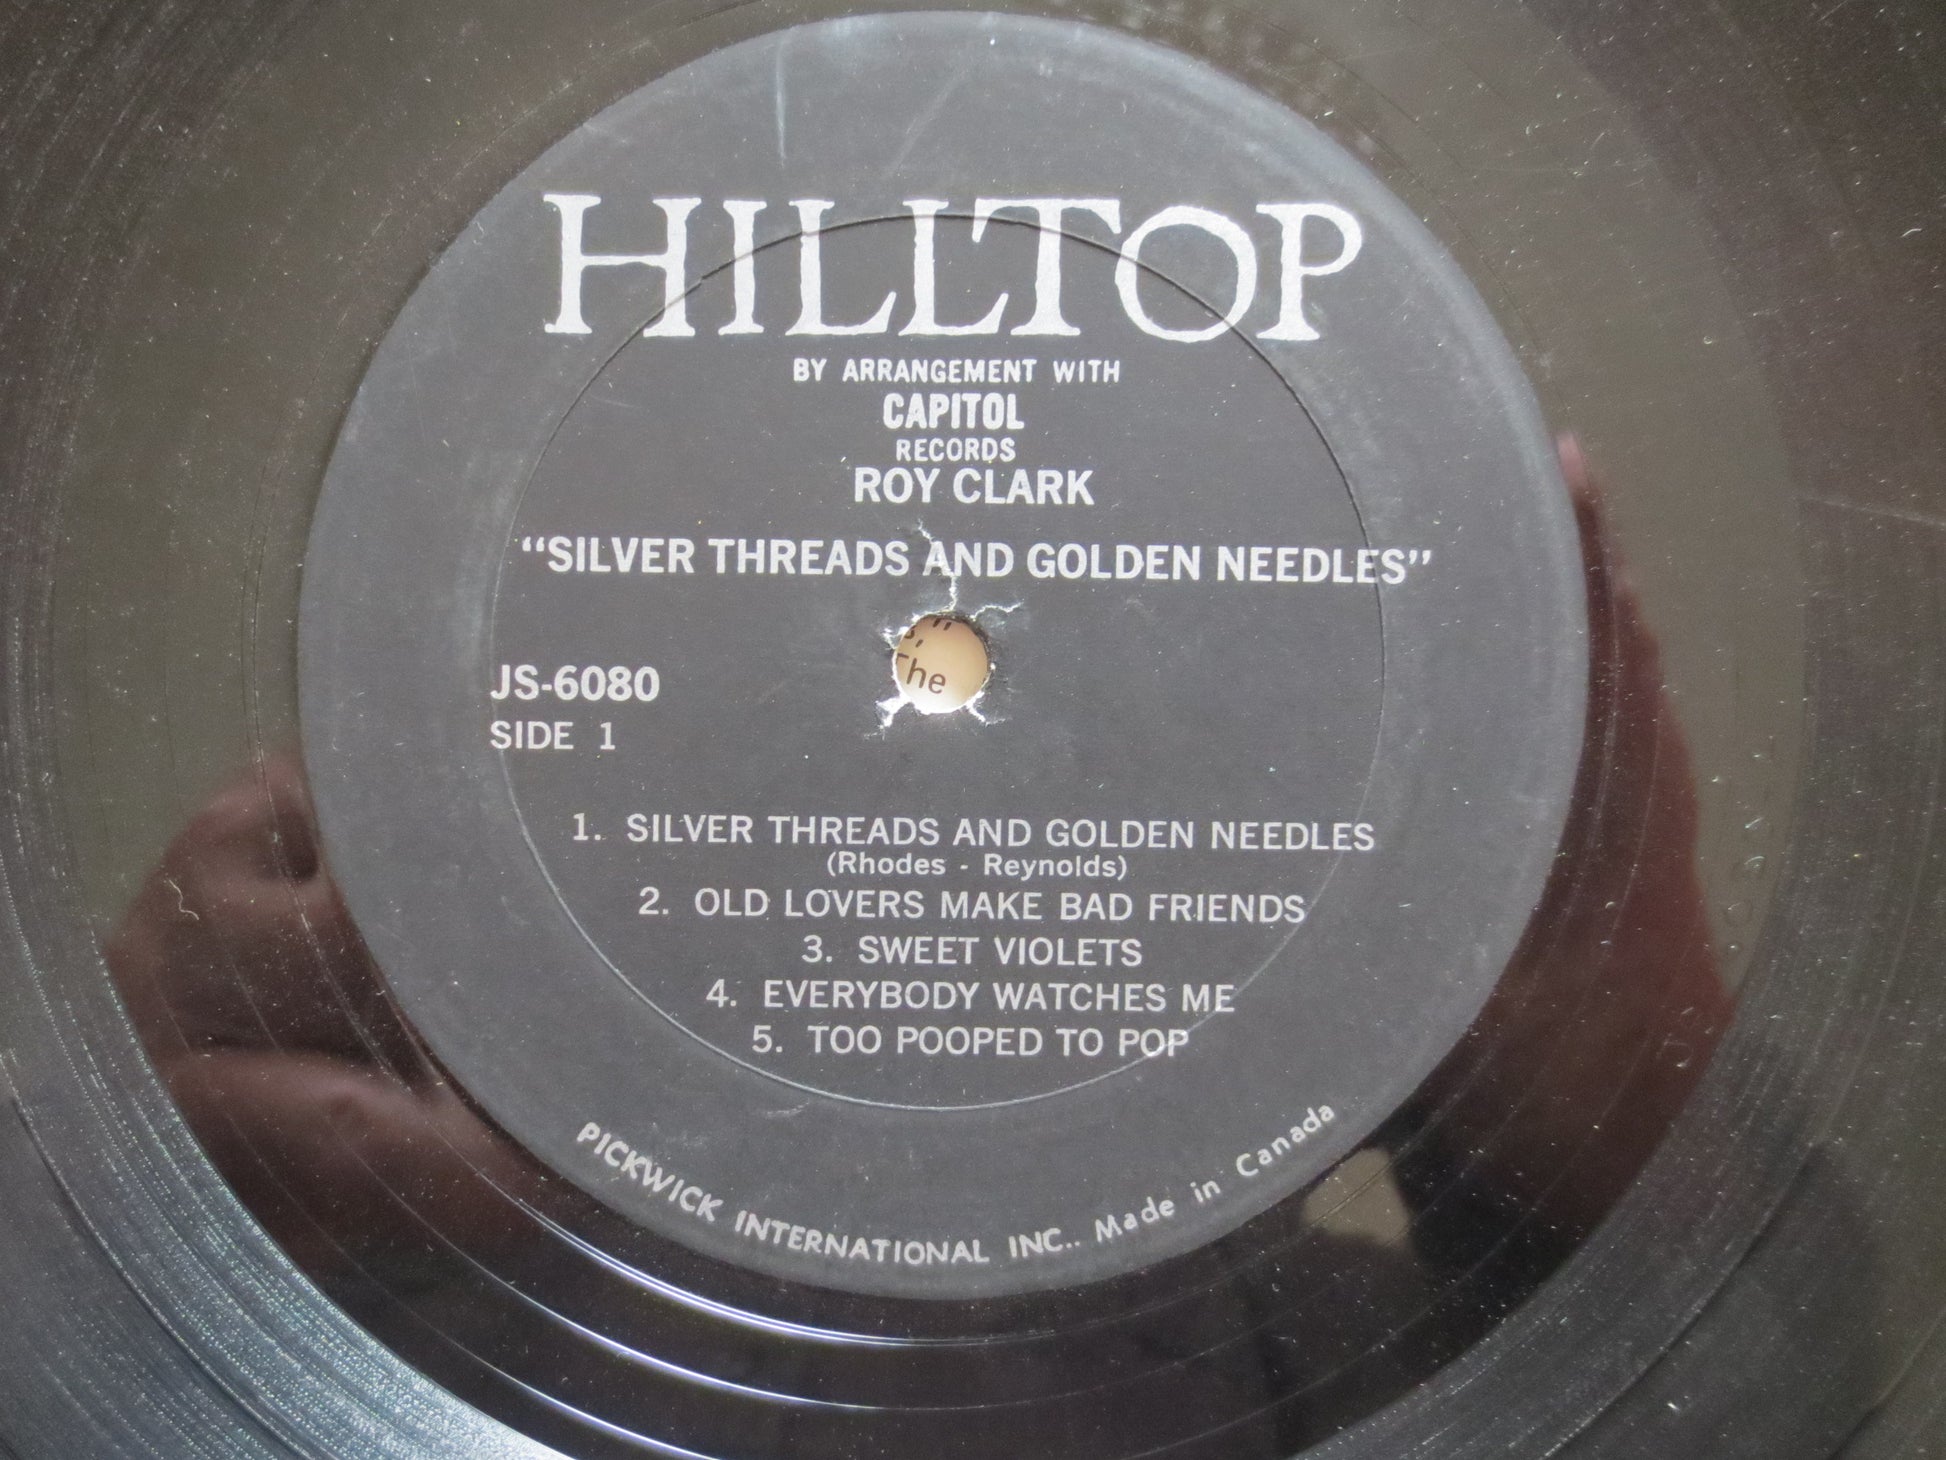 HILLTOP
BY ARRANGEMENT WITH
CAPITOL
RECORDS
ROY CLARK
"SILVER THREADS AND GOLDEN NEEDLES"
The
JS-6080
SIDE 1
1. SILVER THREADS AND GOLDEN NEEDLES
(Rhodes - Reynolds)
2. OLD LOVERS MAKE BAD FRIENDS
3. SWEET VIOLETS
4. EVERYBODY WATCHES ME
5. TOO POOPED TO POP
PICKWICK INTERNATIONAL INC.. Made in Canada